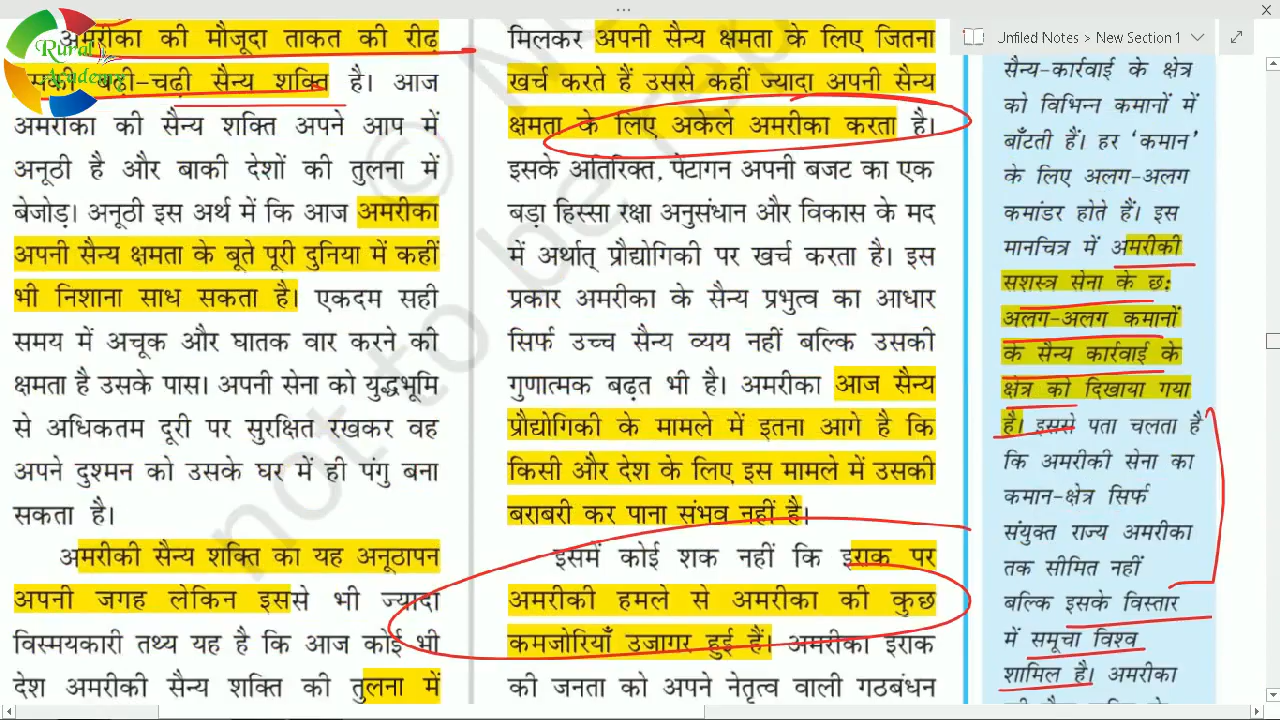 Rural
Academy
अमरीका की मौजूदा ताकत की रीढ़
बढ़ी-चढ़ी सैन्य शक्ति है। आज
अमरीका की सैन्य शक्ति अपने आप में
अनूठी है और बाकी देशों की तुलना में
बेजोड़। अनूठी इस अर्थ में कि आज अमरीका
अपनी सैन्य क्षमता के बूते पूरी दुनिया में कहीं
भी निशाना साध सकता है। एकदम सही
समय में अचूक और घातक वार करने की
क्षमता है उसके पास। अपनी सेना को युद्धभूमि
से अधिकतम दूरी पर सुरक्षित रखकर वह
अपने दुश्मन को उसके घर में ही पंगु बना
सकता है।
अमरीकी सैन्य शक्ति का यह अनूठापन
अपनी जगह लेकिन इससे भी ज्यादा
विस्मयकारी तथ्य यह है कि आज कोई भी
देश अमरीकी सैन्य शक्ति की तुलना में
मिलकर अपनी सैन्य क्षमता के लिए जितना
खर्च करते हैं उससे कहीं ज्यादा अपनी सैन्य
क्षमता के लिए अकेले अमरीका करता है।
इसके अतिरिक्त, पेंटागन अपनी बजट का एक
बड़ा हिस्सा रक्षा अनुसंधान और विकास के मद
में अर्थात् प्रौद्योगिकी पर खर्च करता है। इस
प्रकार अमरीका के सैन्य प्रभुत्व का आधार
सिर्फ उच्च सैन्य व्यय नहीं बल्कि उसकी
गुणात्मक बढ़त भी है। अमरीका आज सैन्य
प्रौद्योगिकी के मामले में इतना आगे है कि
किसी और देश के लिए इस मामले में उसकी
बराबरी कर पाना संभव नहीं है।
इसमें कोई शक नहीं कि इराक पर
अमरीकी हमले से अमरीका की कुछ
कमजोरियाँ उजागर हुई हैं। अमरीका इराक
की जनता को अपने नेतृत्व वाली गठबंधन
Unfiled Notes > New Section 1
सैन्य-कार्रवाई के क्षेत्र
को विभिन्न कमानों में
बाँटती हैं। हर ‘कमान’
के लिए अलग-अलग
कमांडर होते हैं। इस
मानचित्र में अमरीकी
सशस्त्र सेना के छ:
अलग-अलग कमानों
के सैन्य कार्रवाई के
क्षेत्र को दिखाया गया
है। इससे पता चलता है
कि अमरीकी सेना का
कमान-क्षेत्र सिर्फ
संयुक्त राज्य अमरीका
तक सीमित नहीं
बल्कि इसके विस्तार
में समूचा विश्व
शामिल है। अमरीका
not to be